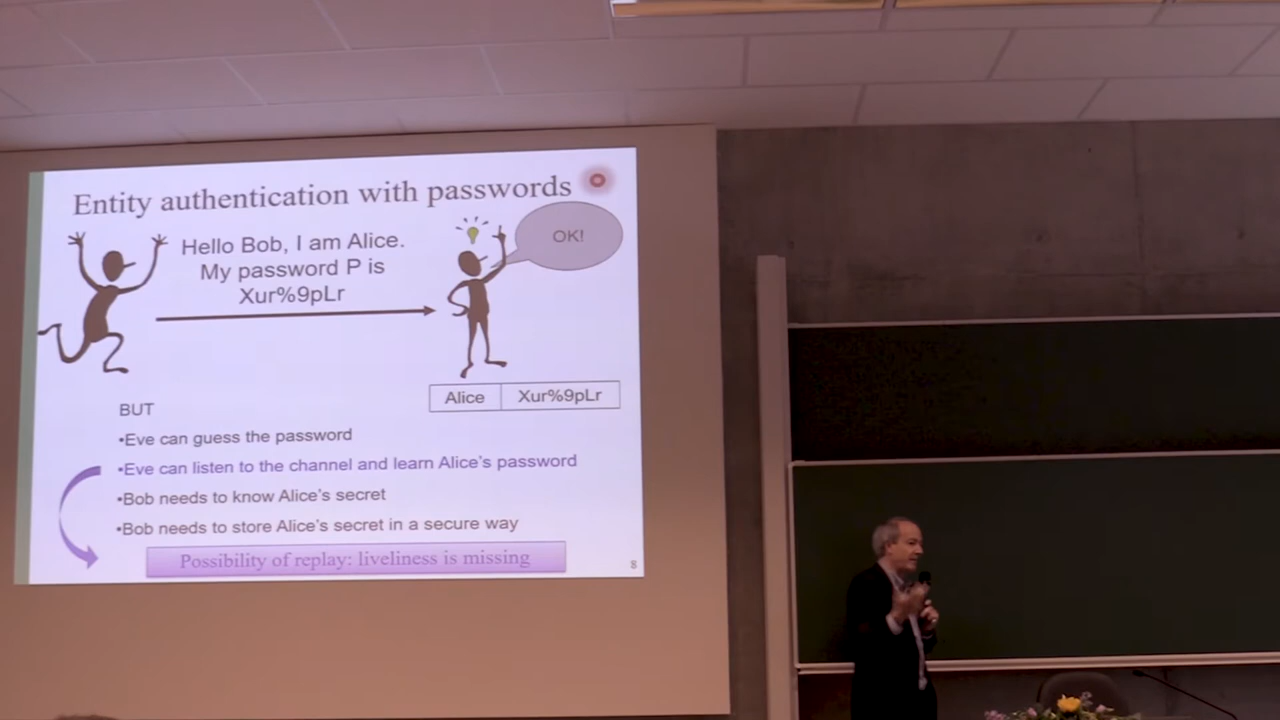 Entity authentication with passwords
Hello Bob, I am Alice.
My password P is
Xur%9pLr
OK!
Alice Xur%9pLr
BUT
•Eve can guess the password
•Eve can listen to the channel and learn Alice's password
•Bob needs to know Alice's secret
•Bob needs to store Alice's secret in a secure way
Possibility of replay: liveliness is missing
8